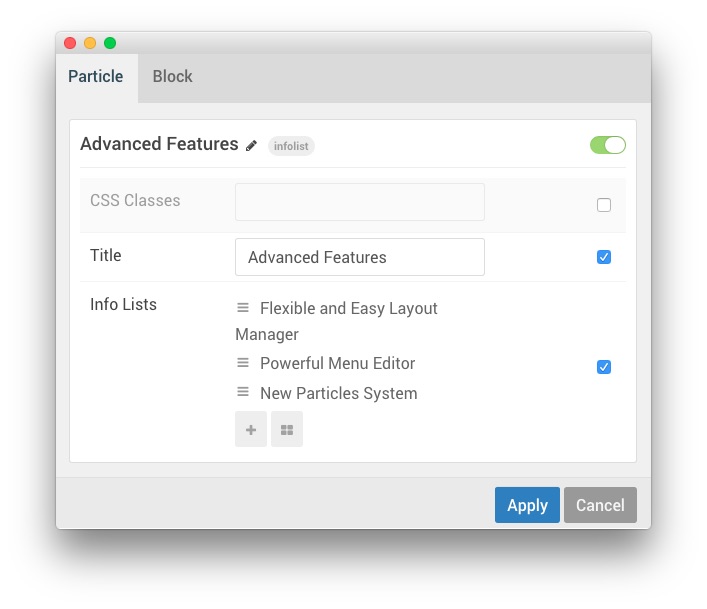 Particle Block
Advanced Features infolist
CSS Classes
Title Advanced Features
Info Lists Flexible and Easy Layout
Manager
Powerful Menu Editor
New Particles System
Apply Cancel